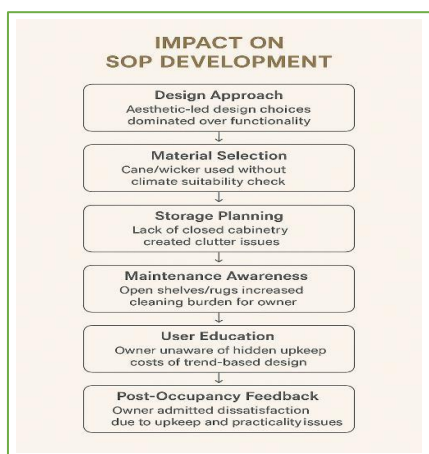 IMPACT ON
SOP DEVELOPMENT
Design Approach
Aesthetic-led design choices
dominated over functionality
Material Selection
Cane/wicker used without
climate suitability check
Storage Planning
Lack of closed cabinetry
created clutter issues
Maintenance Awareness
Open shelves/rugs increased
cleaning burden for owner
User Education
Owner unaware of hidden upkeep
costs of trend-based design
Post-Occupancy Feedback
Owner admitted dissatisfaction
due to upkeep and practicality issues